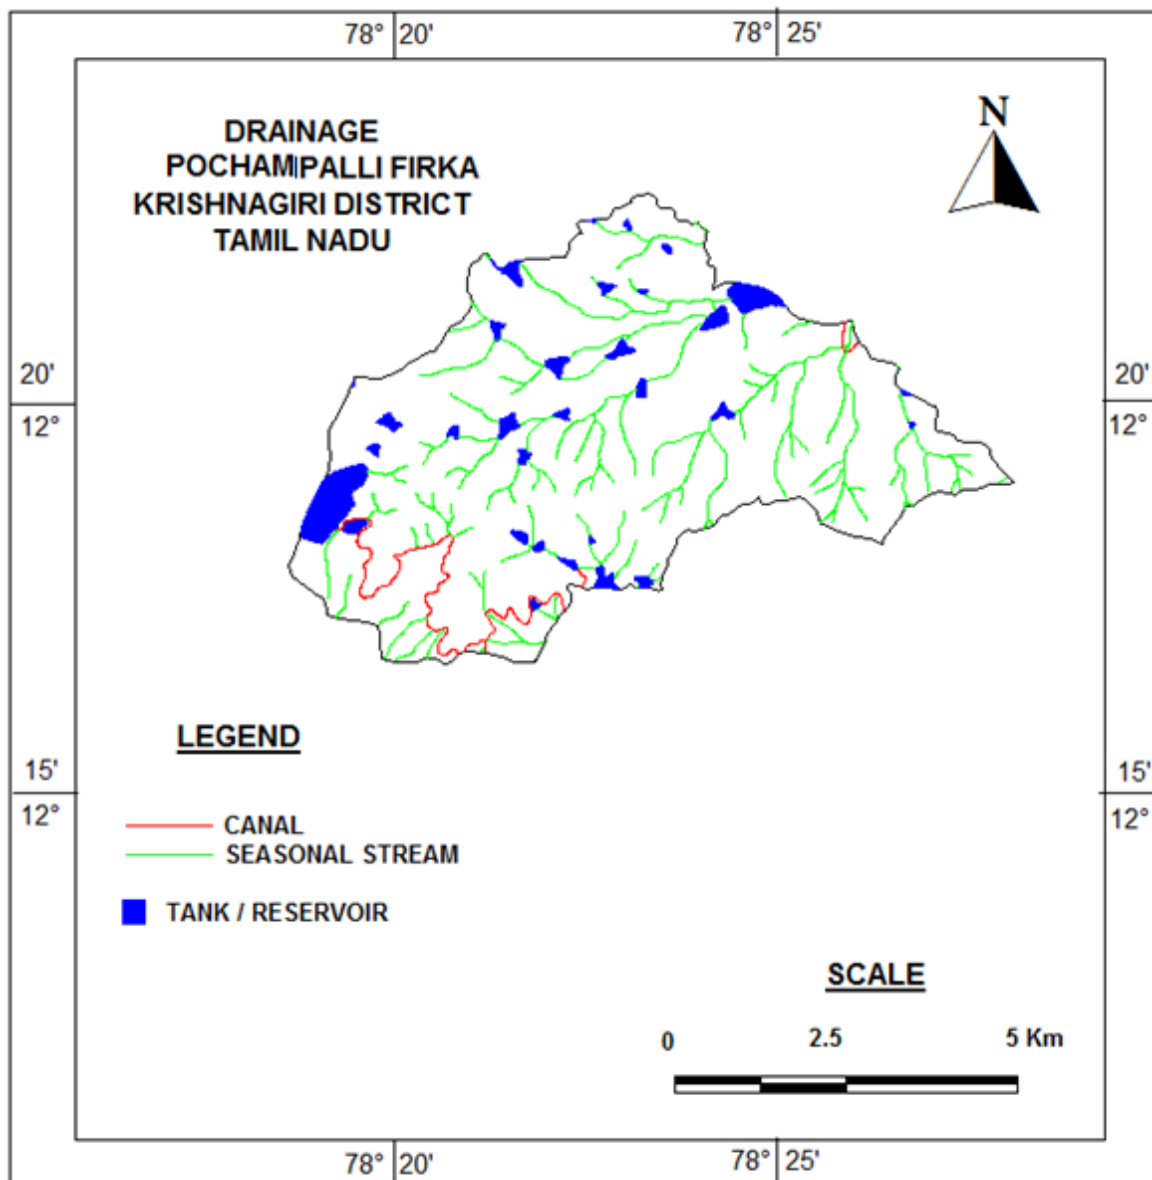 78° 20'
78° 25'
N
DRAINAGE
POCHAMPALLI FIRKA
KRISHNAGIRI DISTRICT
TAMIL NADU
20'
12°
20'
12°
LEGEND
15'
12°
15'
12°
CANAL
SEASONAL STREAM
TANK / RESERVOIR
SCALE
0 2.5 5 Km
78° 20'
78° 25'